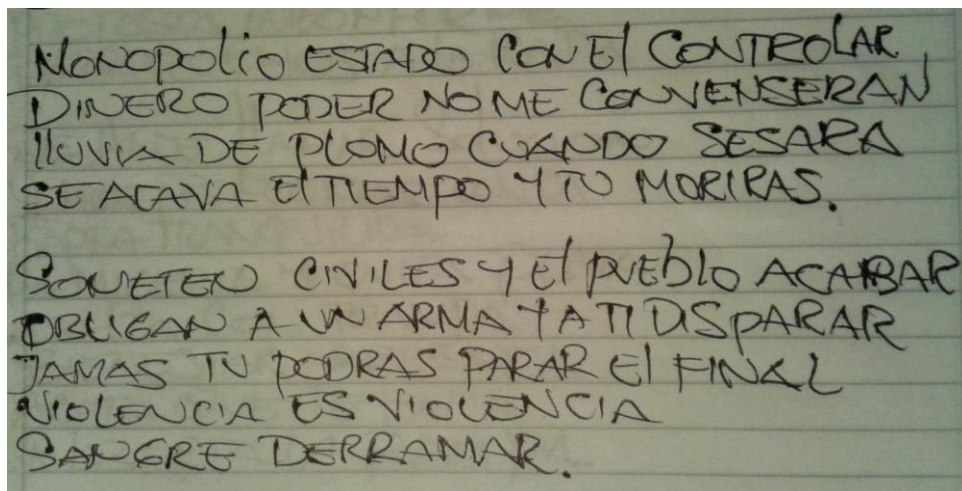 MONOPOLIO ESTADO CON El CONTROLAR
DINERO PODER NO ME CONVENSERAN
llUVIA DE PLOMO CUANDO SESARA
SE ACAVA El TIEMPO Y TU MORIRAS.
SOMETEN CIVILES Y El PUEblO ACABAR
OBLIGAN A UN ARMA Y A TI DISPARAR
JAMAS TU PODRAS PARAR El FINAL
VIOLENCIA ES VIOLENCIA
SANGRE DERRAMAR.